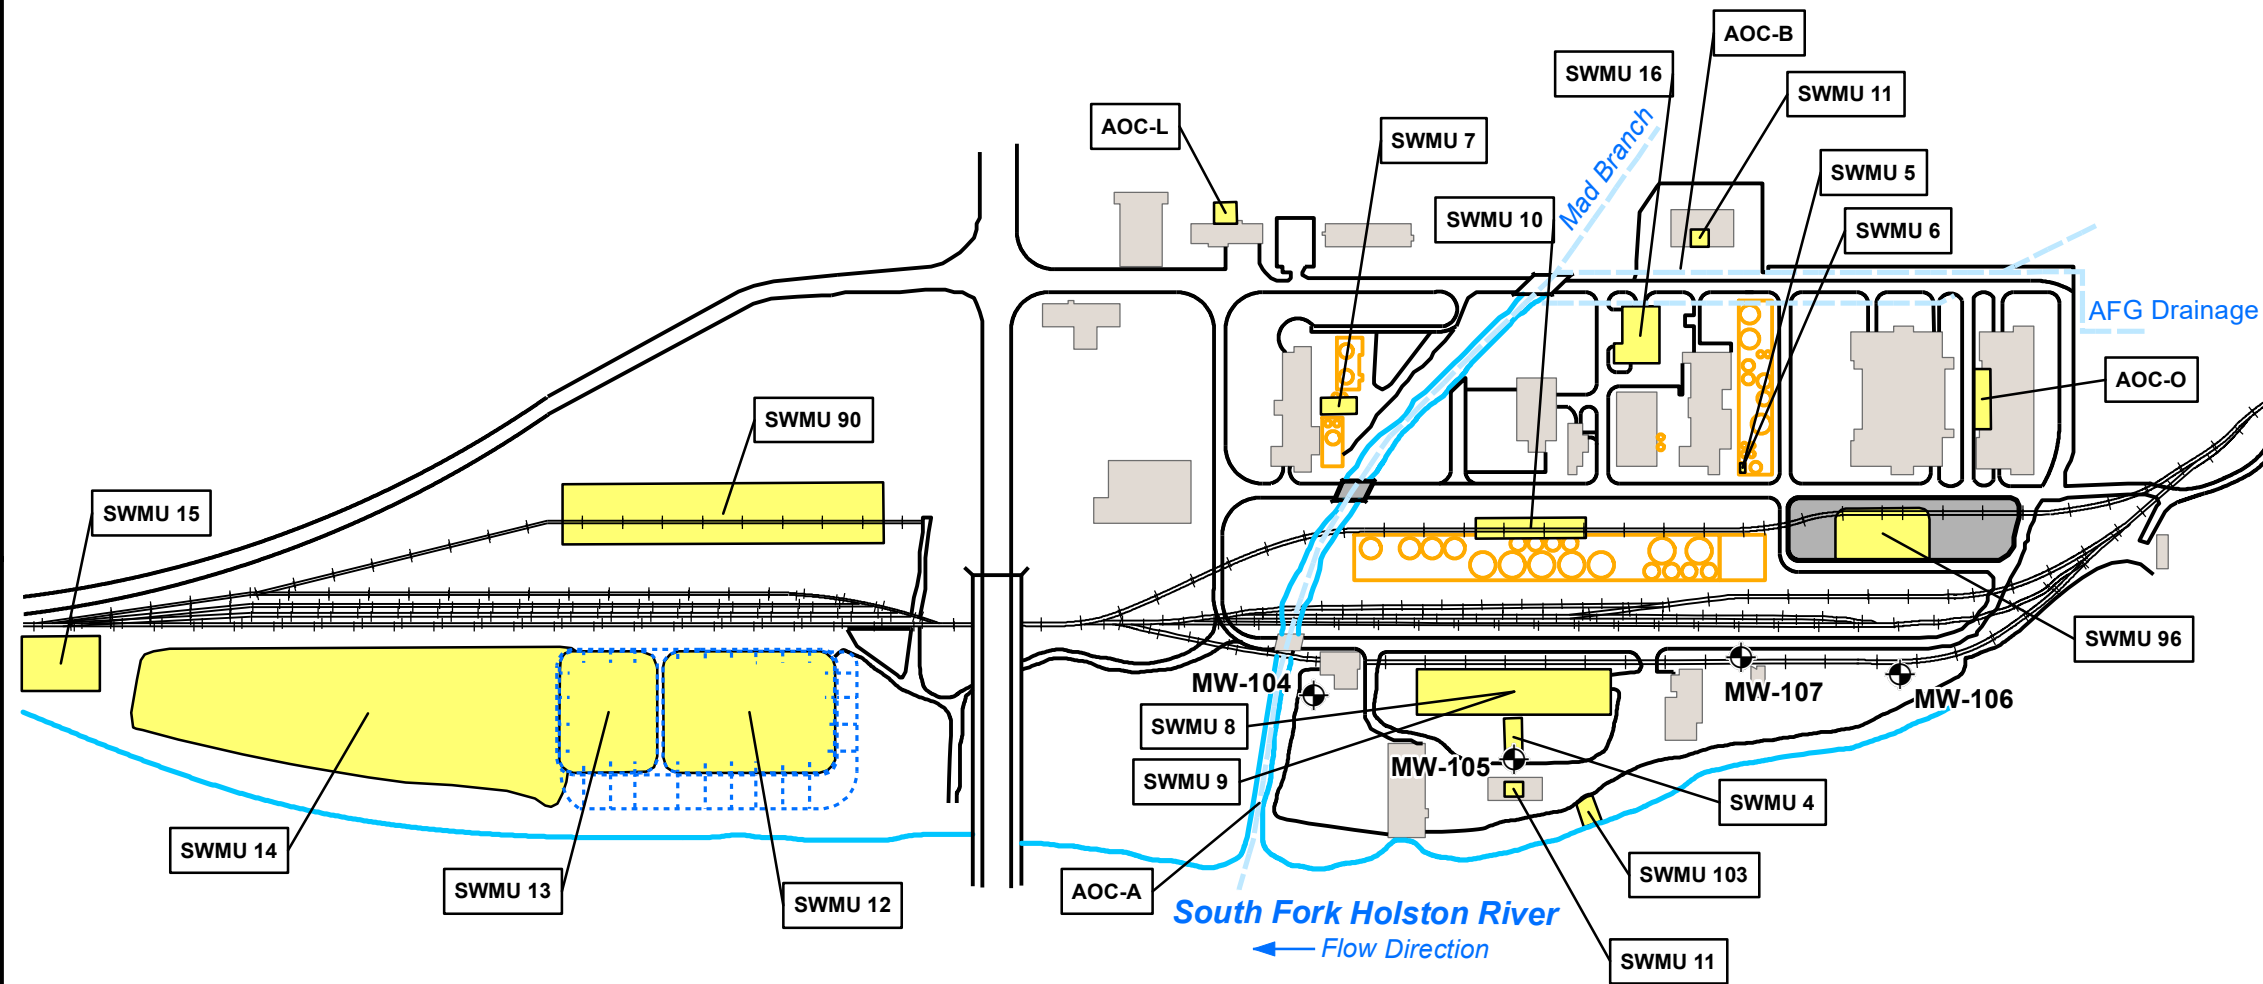 AOC-B
SWMU 16
SWMU 11
AOC-L
SWMU 7
Mad Branch
SWMU 5
SWMU 10
SWMU 6
AFG Drainage
AOC-O
SWMU 90
SWMU 15
SWMU 96
MW-104
MW-107
MW-106
SWMU 8
MW-105
SWMU 9
SWMU 4
SWMU 14
SWMU 13
SWMU 12
AOC-A
SWMU 103
South Fork Holston River
Flow Direction
SWMU 11